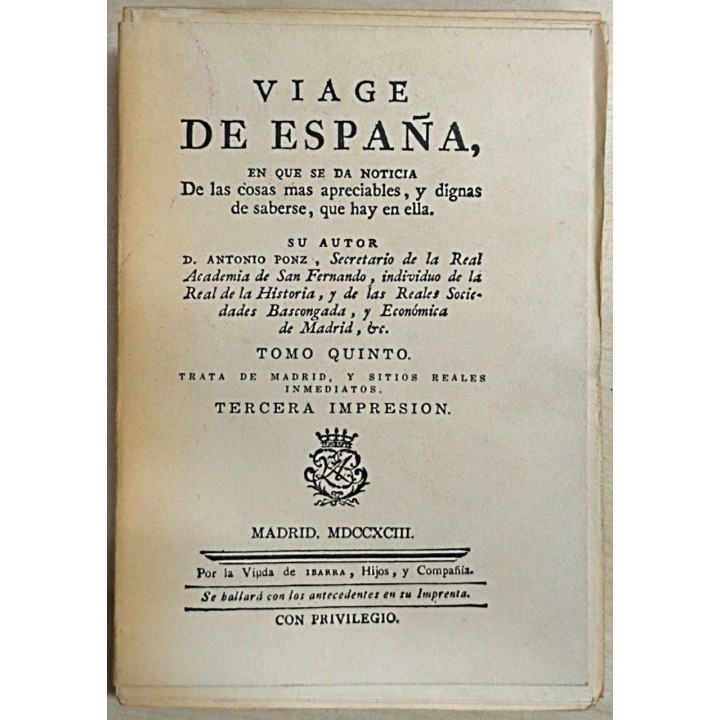 VIAGE
DE ESPAÑA,
EN QUE SE DA NOTICIA
De las cosas mas apreciables, y dignas
de saberse, que hay en ella.
SU AUTOR
D. ANTONIO PONZ, Secretario de la Real
Academia de San Fernando, individuo de la
Real de la Historia, y de las Reales Socie-
dades Bascongada, y Económica
de Madrid, &c.
TOMO QUINTO.
TRATA DE MADRID, Y SITIOS REALES
INMEDIATOS.
TERCERA IMPRESION.
MADRID. MDCCXCIII.
Por la Viuda de IBARRA, Hijos, y Compañía.
Se hallará con los antecedentes en su Imprenta.
CON PRIVILEGIO.